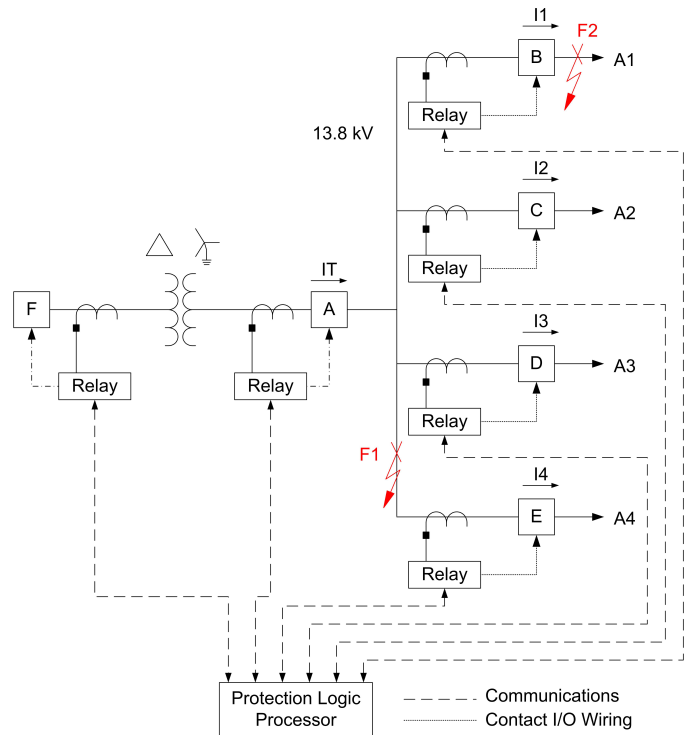 I1
F2
B
A1
Relay
13.8 kV
I2
C
A2
Relay
IT
F
A
I3
D
A3
Relay
Relay
Relay
F1
I4
E
A4
Relay
Protection Logic
Processor
Communications
Contact I/O Wiring